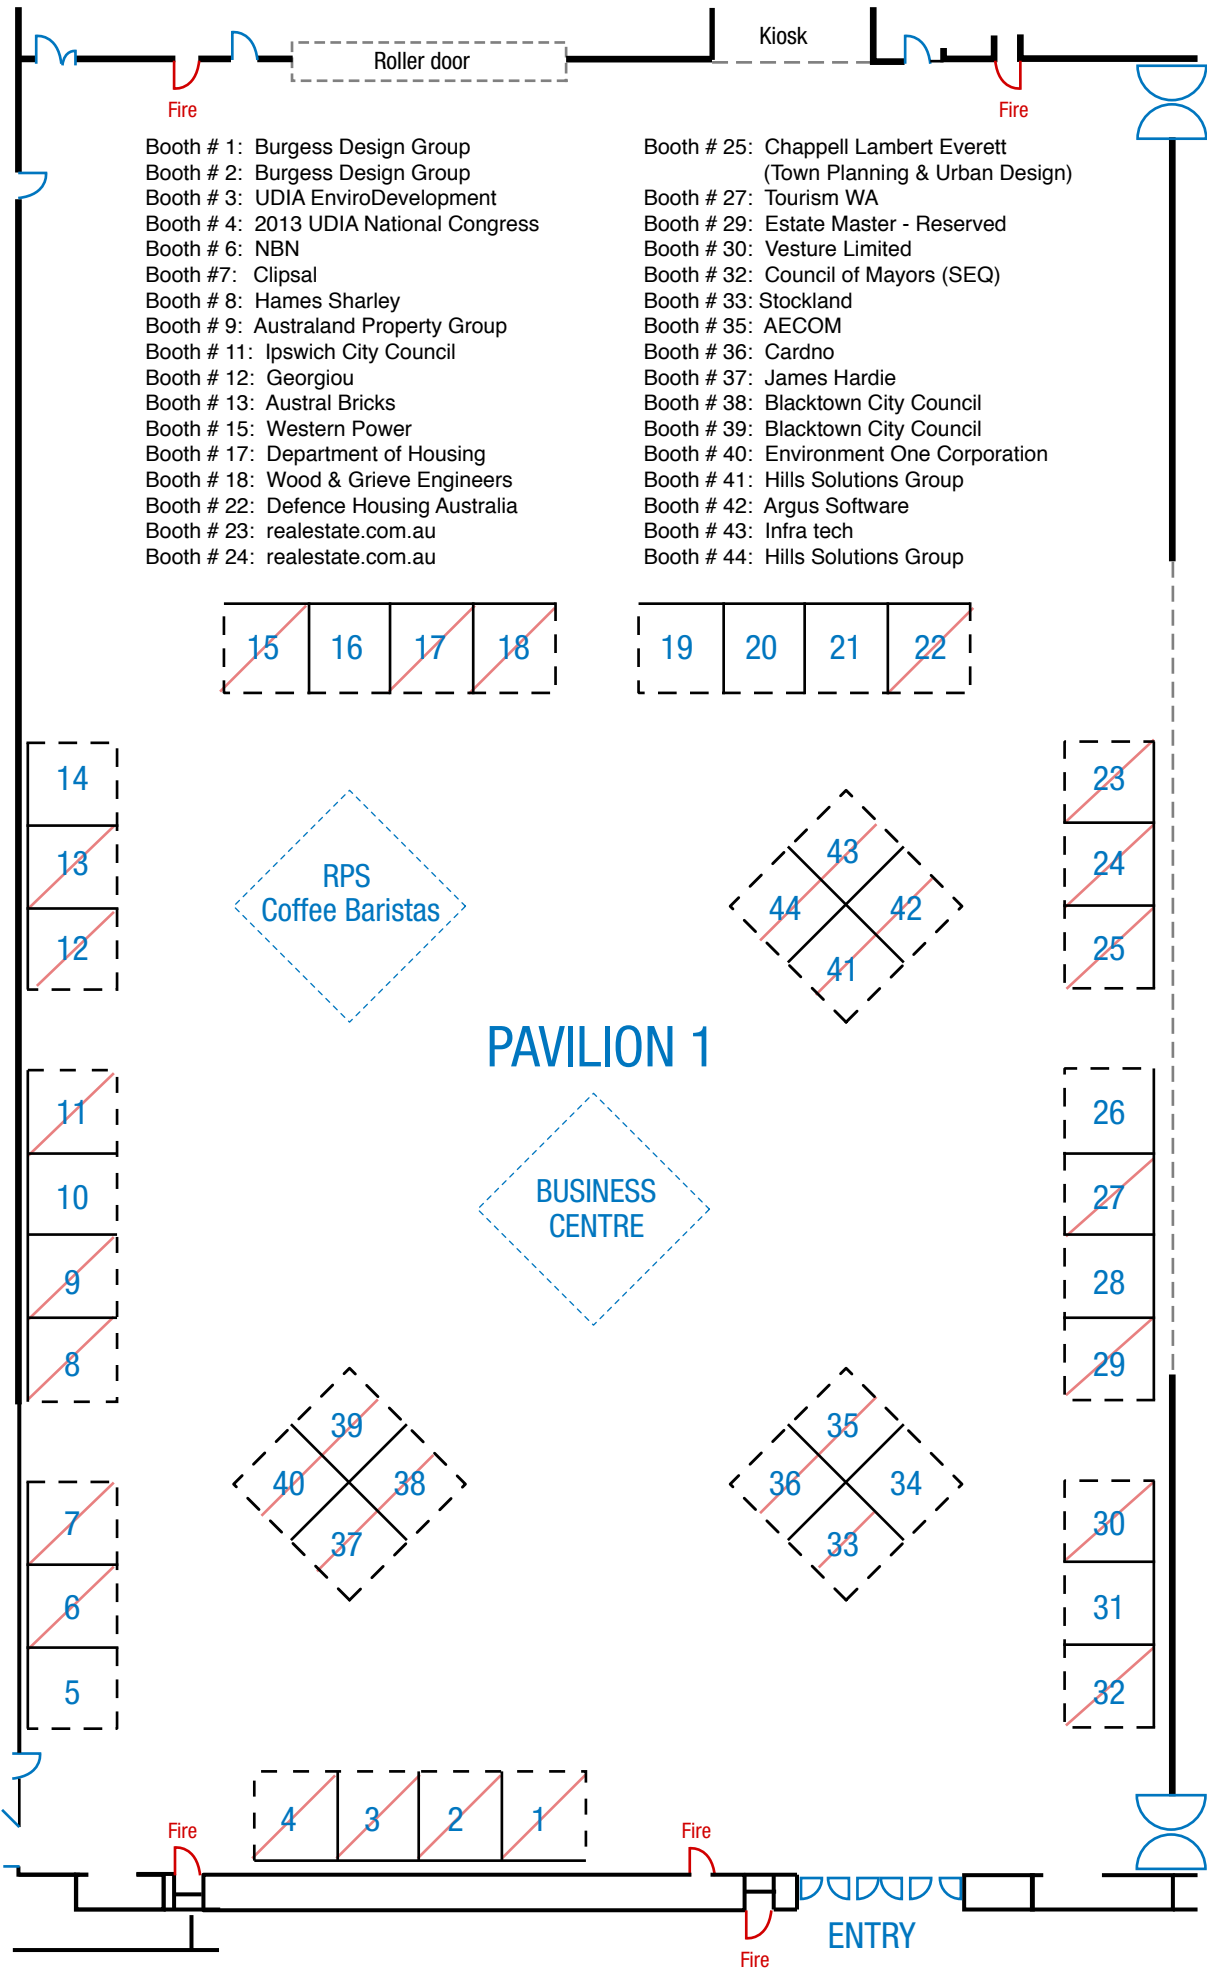 Kiosk
Roller door
Fire
Fire
Booth # 1: Burgess Design Group
Booth # 2: Burgess Design Group
Booth # 3: UDIA EnviroDevelopment
Booth # 4: 2013 UDIA National Congress
Booth # 6: NBN
Booth #7: Clipsal
Booth # 8: Hames Sharley
Booth # 9: Australand Property Group
Booth # 11: Ipswich City Council
Booth # 12: Georgiou
Booth # 13: Austral Bricks
Booth # 15: Western Power
Booth # 17: Department of Housing
Booth # 18: Wood & Grieve Engineers
Booth # 22: Defence Housing Australia
Booth # 23: realestate.com.au
Booth # 24: realestate.com.au
Booth # 25: Chappell Lambert Everett
(Town Planning & Urban Design)
Booth # 27: Tourism WA
Booth # 29: Estate Master - Reserved
Booth # 30: Vesture Limited
Booth # 32: Council of Mayors (SEQ)
Booth # 33: Stockland
Booth # 35: AECOM
Booth # 36: Cardno
Booth # 37: James Hardie
Booth # 38: Blacktown City Council
Booth # 39: Blacktown City Council
Booth # 40: Environment One Corporation
Booth # 41: Hills Solutions Group
Booth # 42: Argus Software
Booth # 43: Infra tech
Booth # 44: Hills Solutions Group
15 16 17 18 19 20 21 22
14
13
12
RPS
Coffee Baristas
43
44 42
41
23
24
25
PAVILION 1
11
10
9
8
BUSINESS
CENTRE
26
27
28
29
39
40 38
37
35
36 34
33
7
6
5
30
31
32
4 3 2 1
Fire
Fire
Fire
ENTRY